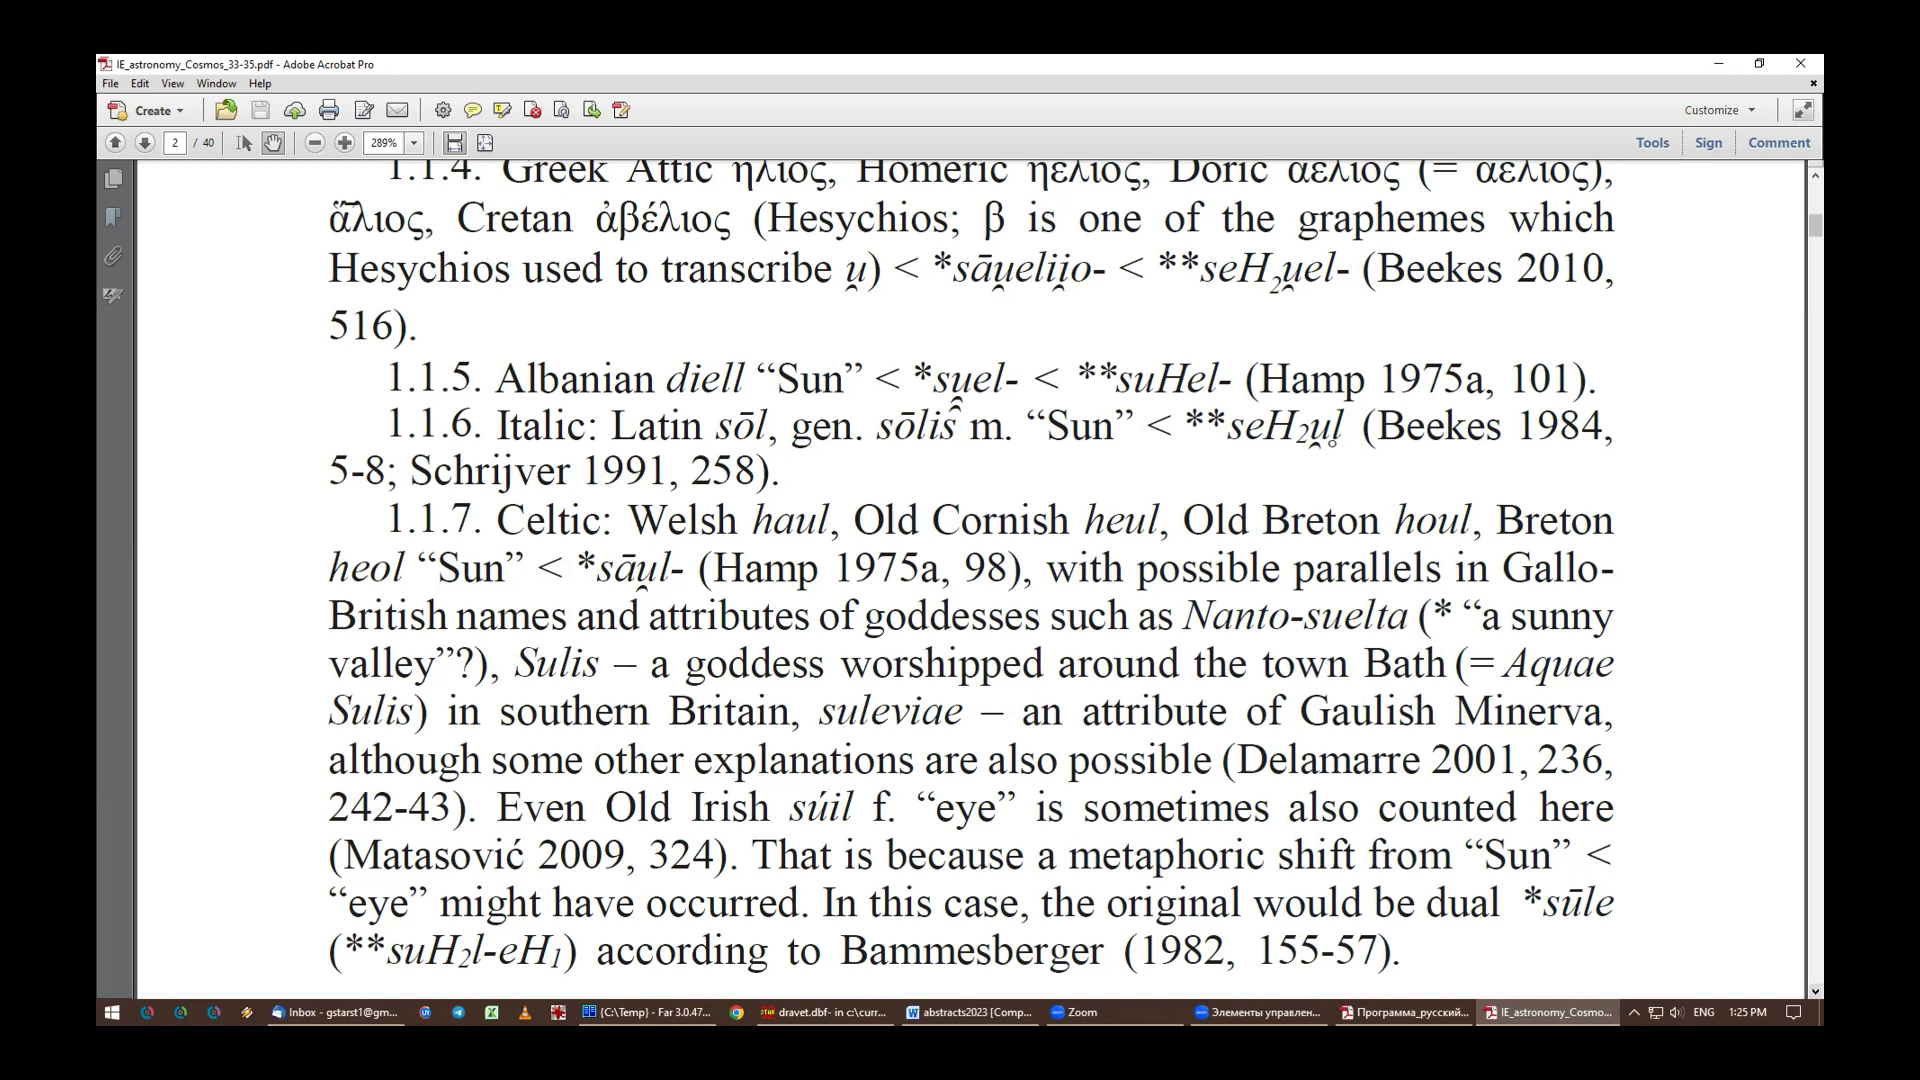 IE_astronomy_Cosmos_33-35.pdf - Adobe Acrobat Pro
File Edit View Window Help
Create Customize
2 / 40 289% Tools Sign Comment
1.1.4. Greek Attic ἥλιος, Homeric ἠέλιος, Doric ἀέλιος (= ἁέλιος),
ἅ̄λιος, Cretan ἀβέλιος (Hesychios; β is one of the graphemes which
Hesychios used to transcribe u̯) < *sāu̯elii̯o- < **seH₂u̯el- (Beekes 2010,
516).
1.1.5. Albanian diell “Sun” < *su̯el- < **suHel- (Hamp 1975a, 101).
1.1.6. Italic: Latin sōl, gen. sōlis m. “Sun” < **seH₂u̯l̥ (Beekes 1984,
5-8; Schrijver 1991, 258).
1.1.7. Celtic: Welsh haul, Old Cornish heul, Old Breton houl, Breton
heol “Sun” < *sāu̯l- (Hamp 1975a, 98), with possible parallels in Gallo-
British names and attributes of goddesses such as Nanto-suelta (* “a sunny
valley”?), Sulis – a goddess worshipped around the town Bath (= Aquae
Sulis) in southern Britain, suleviae – an attribute of Gaulish Minerva,
although some other explanations are also possible (Delamarre 2001, 236,
242-43). Even Old Irish súil f. “eye” is sometimes also counted here
(Matasović 2009, 324). That is because a metaphoric shift from “Sun” <
“eye” might have occurred. In this case, the original would be dual *sūle
(**suH₂l-eH₁) according to Bammesberger (1982, 155-57).
Inbox - gstarst1@gm... {C:\Temp} - Far 3.0.47... dravet.dbf- in c:\curr... abstracts2023 [Comp... Zoom Элементы управлен... Программа_русский... IE_astronomy_Cosmo... ENG 1:25 PM